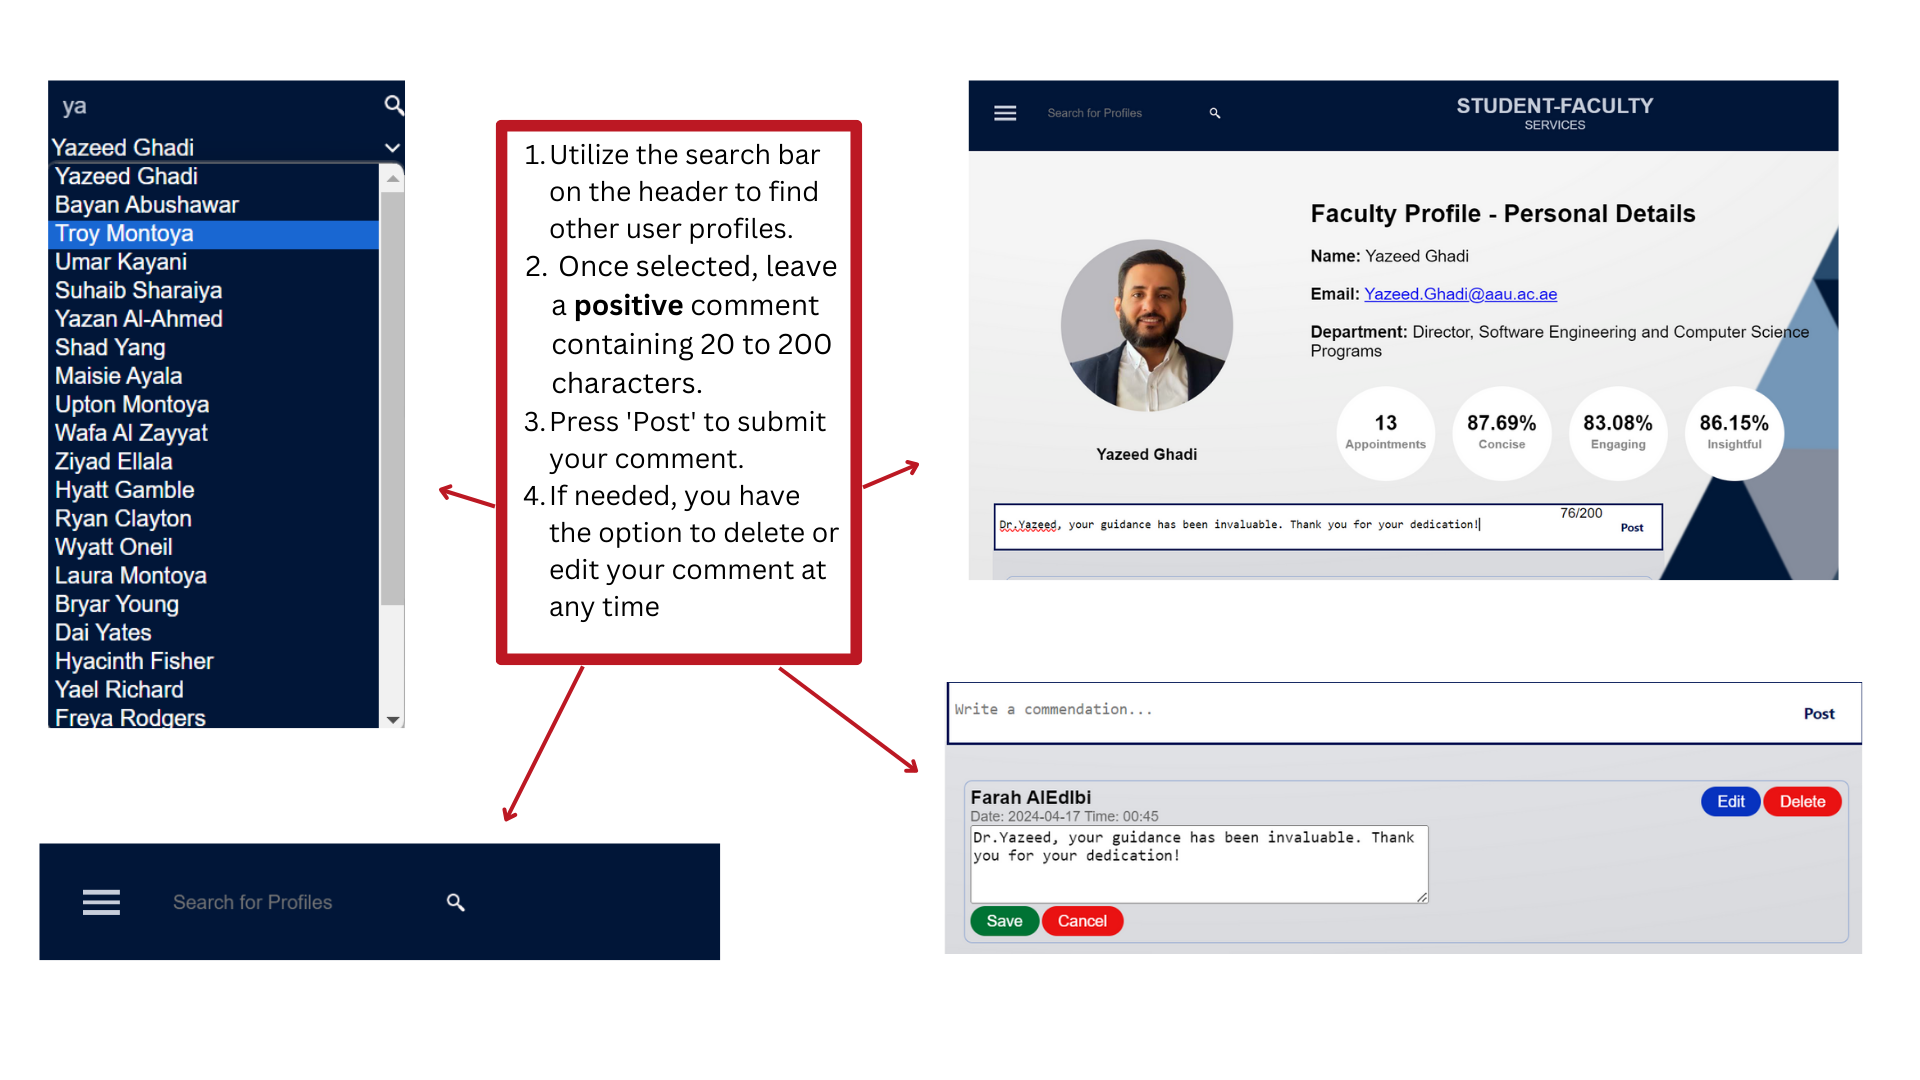 ya
Yazeed Ghadi
Yazeed Ghadi
Bayan Abushawar
Troy Montoya
Umar Kayani
Suhaib Sharaiya
Yazan Al-Ahmed
Shad Yang
Maisie Ayala
Upton Montoya
Wafa Al Zayyat
Ziyad Ellala
Hyatt Gamble
Ryan Clayton
Wyatt Oneil
Laura Montoya
Bryar Young
Dai Yates
Hyacinth Fisher
Yael Richard
Freya Rodgers
1. Utilize the search bar
on the header to find
other user profiles.
2. Once selected, leave
a positive comment
containing 20 to 200
characters.
3. Press 'Post' to submit
your comment.
4. If needed, you have
the option to delete or
edit your comment at
any time
Search for Profiles
STUDENT-FACULTY
SERVICES
Faculty Profile - Personal Details
Name: Yazeed Ghadi
Email: Yazeed.Ghadi@aau.ac.ae
Department: Director, Software Engineering and Computer Science
Programs
Yazeed Ghadi
13
Appointments
87.69%
Concise
83.08%
Engaging
86.15%
Insightful
Dr.Yazeed, your guidance has been invaluable. Thank you for your dedication!
76/200
Post
Search for Profiles
Write a commendation...
Post
Farah AlEdlbi
Date: 2024-04-17 Time: 00:45
Edit
Delete
Dr.Yazeed, your guidance has been invaluable. Thank
you for your dedication!
Save
Cancel